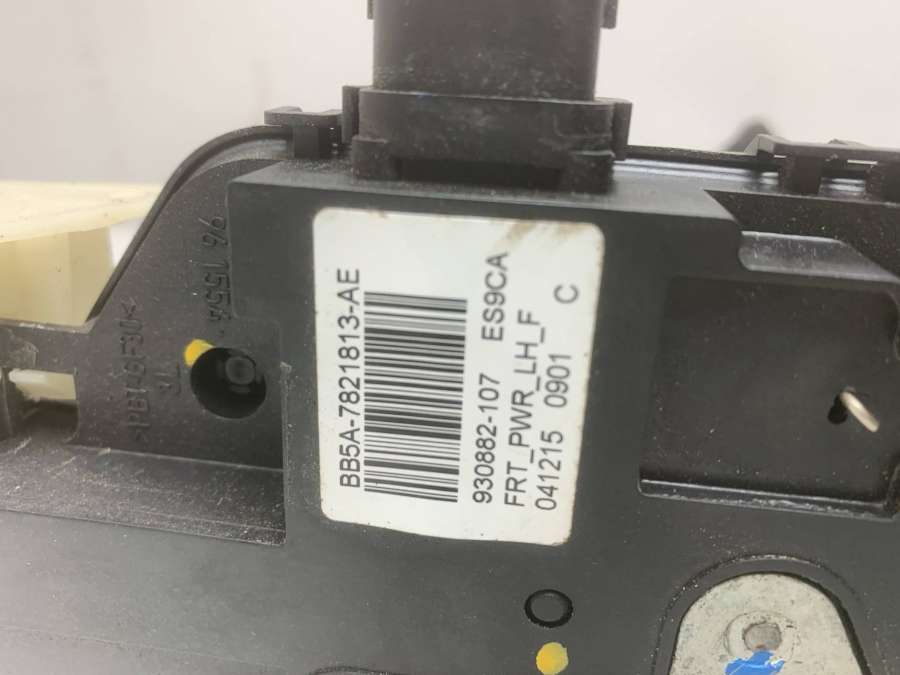 BB5A-7821813-AE
930882-107 ES9CA
FRT_PWR_LH_F
041215 0901 C